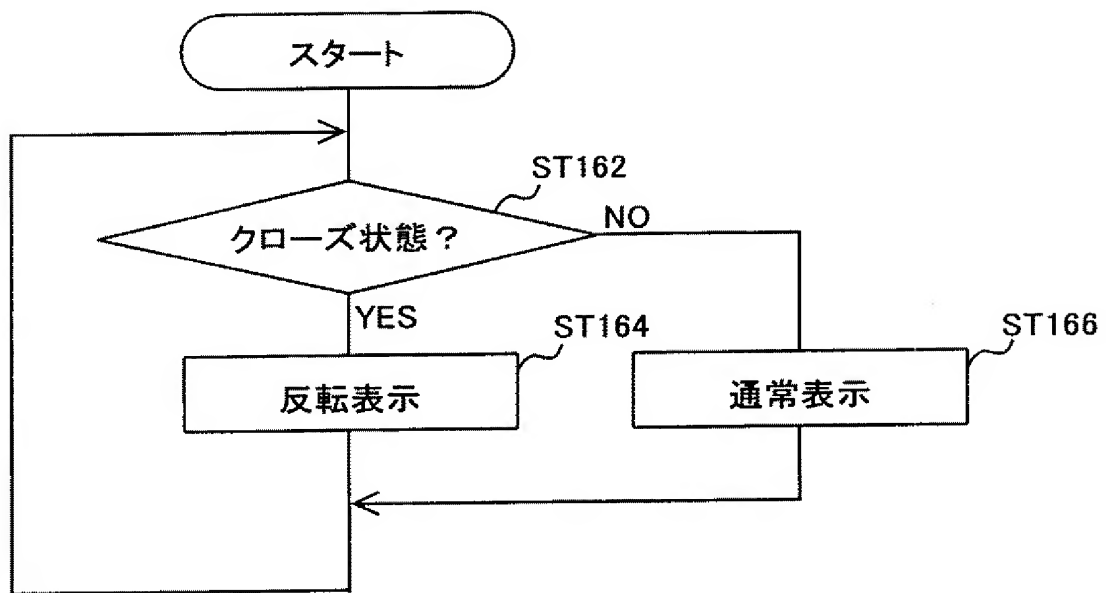 スタート
ST162
クローズ状態？
NO
YES
ST164
ST166
反転表示
通常表示